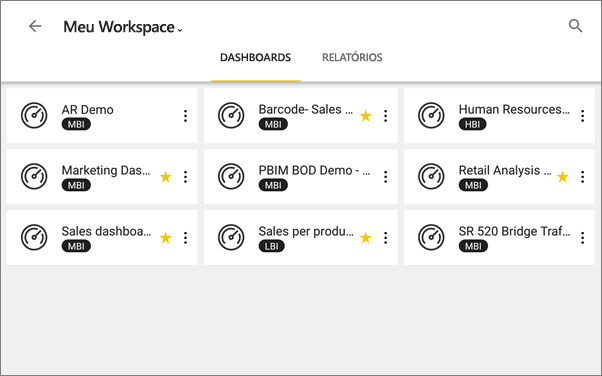 Meu Workspace
DASHBOARDS RELATÓRIOS
AR Demo
MBI
Barcode- Sales ...
MBI
Human Resources...
HBI
Marketing Das...
MBI
PBIM BOD Demo - ...
MBI
Retail Analysis ...
MBI
Sales dashboa...
MBI
Sales per produ...
LBI
SR 520 Bridge Traf...
MBI